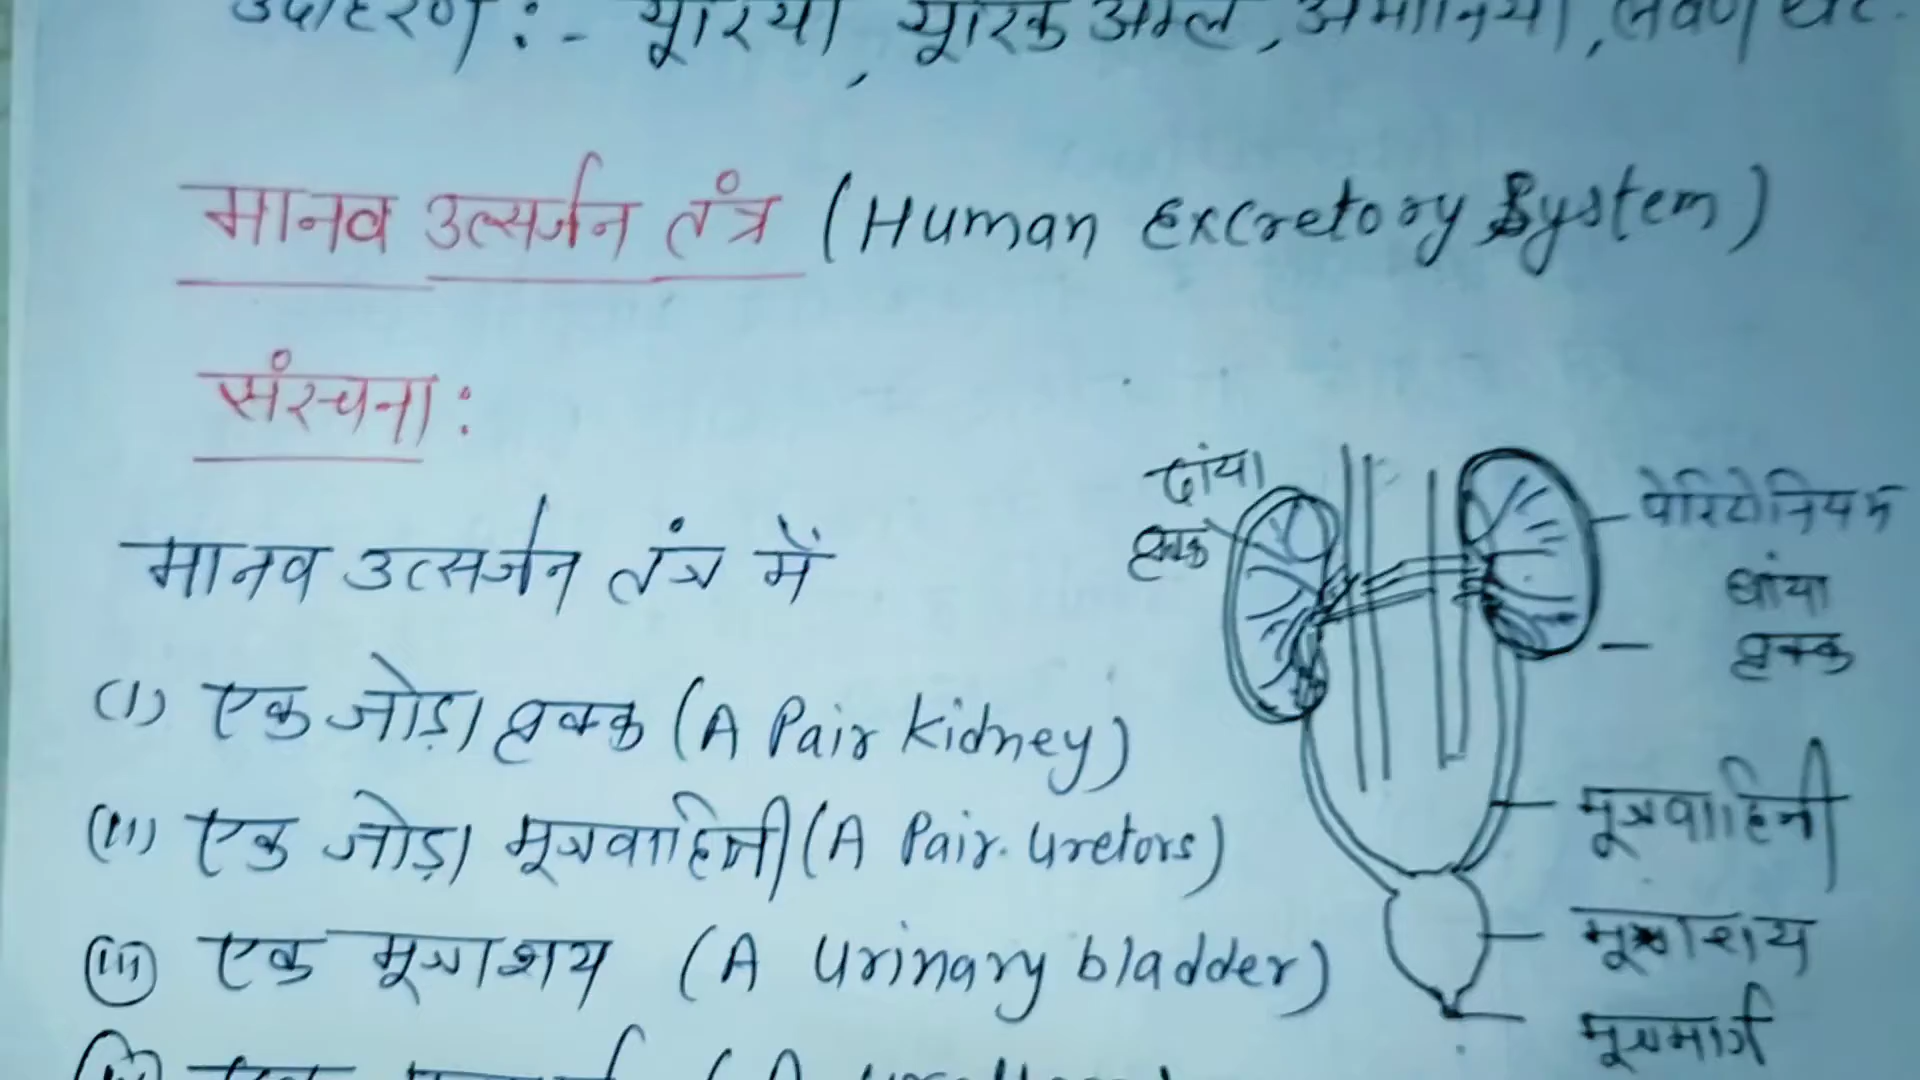 उदाहरण :- यूरिया, यूरिक अम्ल, अमोनिया, लवण
मानव उत्सर्जन तंत्र (Human Excretory System)
संरचना :
मानव उत्सर्जन तंत्र में
(I) एक जोड़ा वृक्क (A Pair kidney)
(II) एक जोड़ा मूत्रवाहिनी (A Pair. Uretors)
(III) एक मूत्राशय (A Urinary bladder)
दांया
वृक्क
पेरिटोनियम
बांया
वृक्क
मूत्रवाहिनी
मूत्राशय
मूत्रमार्ग